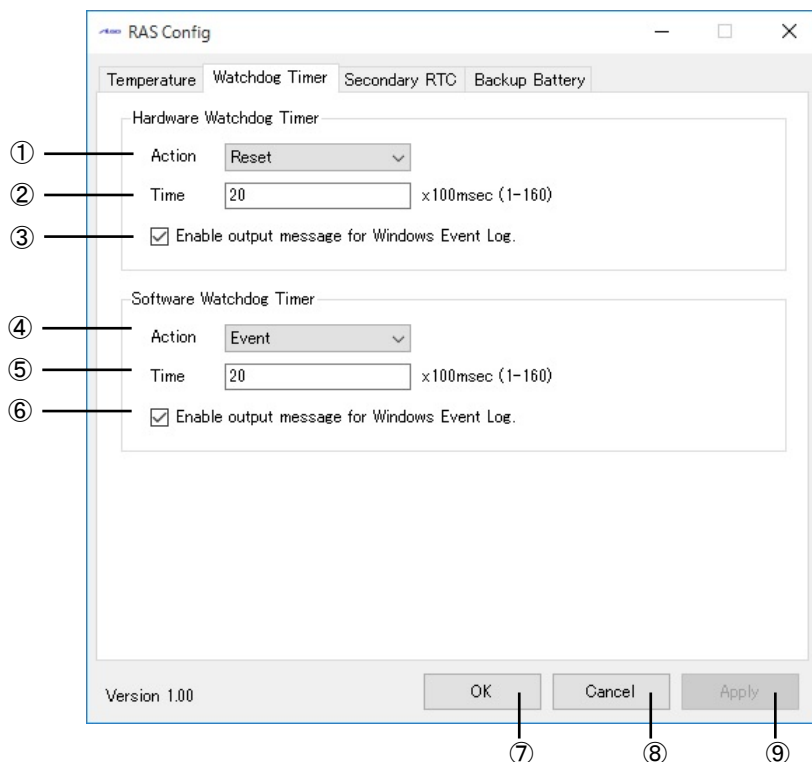 RAS Config
Temperature Watchdog Timer Secondary RTC Backup Battery
Hardware Watchdog Timer
① Action Reset
② Time 20 x100msec (1-160)
③ Enable output message for Windows Event Log.
Software Watchdog Timer
④ Action Event
⑤ Time 20 x100msec (1-160)
⑥ Enable output message for Windows Event Log.
Version 1.00 OK Cancel Apply
⑦ ⑧ ⑨